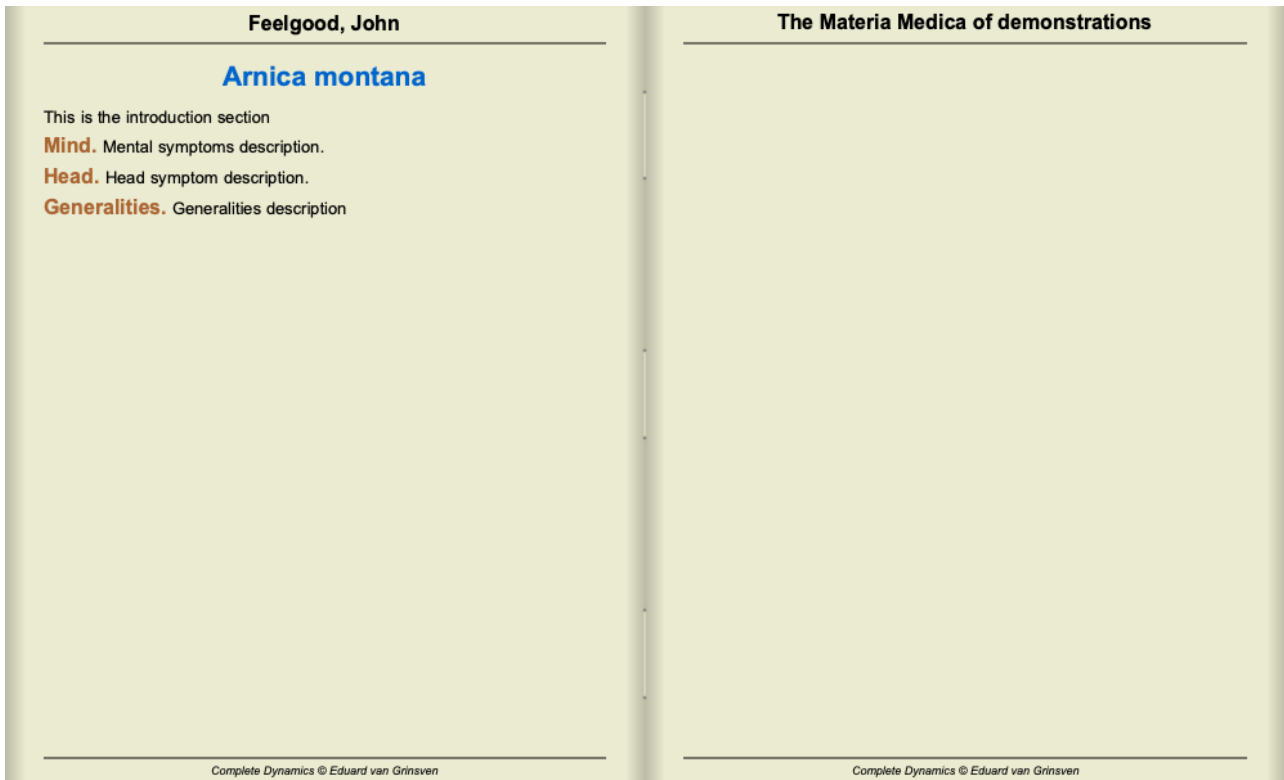 Feelgood, John
Arnica montana
This is the introduction section
Mind. Mental symptoms description.
Head. Head symptom description.
Generalities. Generalities description
Complete Dynamics © Eduard van Grinsven
The Materia Medica of demonstrations
Complete Dynamics © Eduard van Grinsven